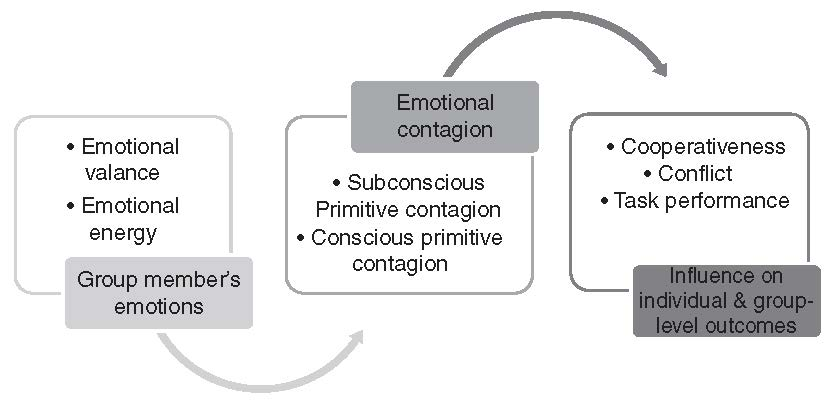 • Emotional
valance
• Emotional
energy
Group member's
emotions
Emotional
contagion
• Subconscious
Primitive contagion
• Conscious primitive
contagion
• Cooperativeness
• Conflict
• Task performance
Influence on
individual & group-
level outcomes